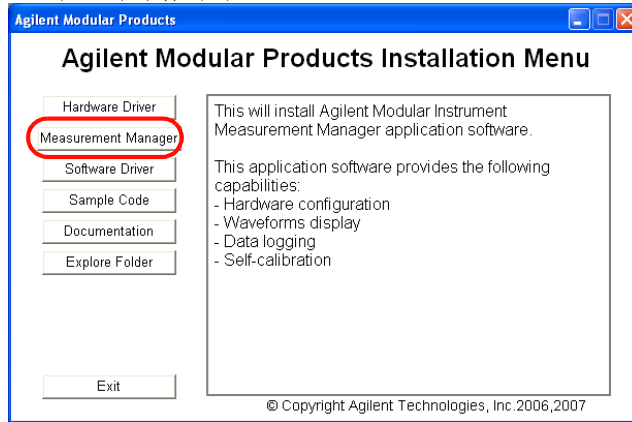 Agilent Modular Products
Agilent Modular Products Installation Menu
Hardware Driver
Measurement Manager
Software Driver
Sample Code
Documentation
Explore Folder
Exit
This will install Agilent Modular Instrument
Measurement Manager application software.
This application software provides the following
capabilities:
- Hardware configuration
- Waveforms display
- Data logging
- Self-calibration
© Copyright Agilent Technologies, Inc.2006,2007